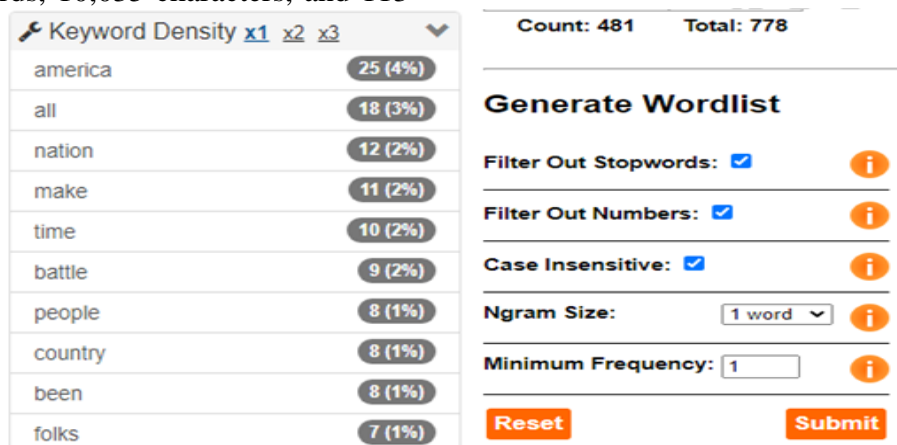 Keyword Density x1 x2 x3
america 25 (4%)
all 18 (3%)
nation 12 (2%)
make 11 (2%)
time 10 (2%)
battle 9 (2%)
people 8 (1%)
country 8 (1%)
been 8 (1%)
folks 7 (1%)
Count: 481 Total: 778
Generate Wordlist
Filter Out Stopwords:
Filter Out Numbers:
Case Insensitive:
Ngram Size: 1 word
Minimum Frequency: 1
Reset Submit